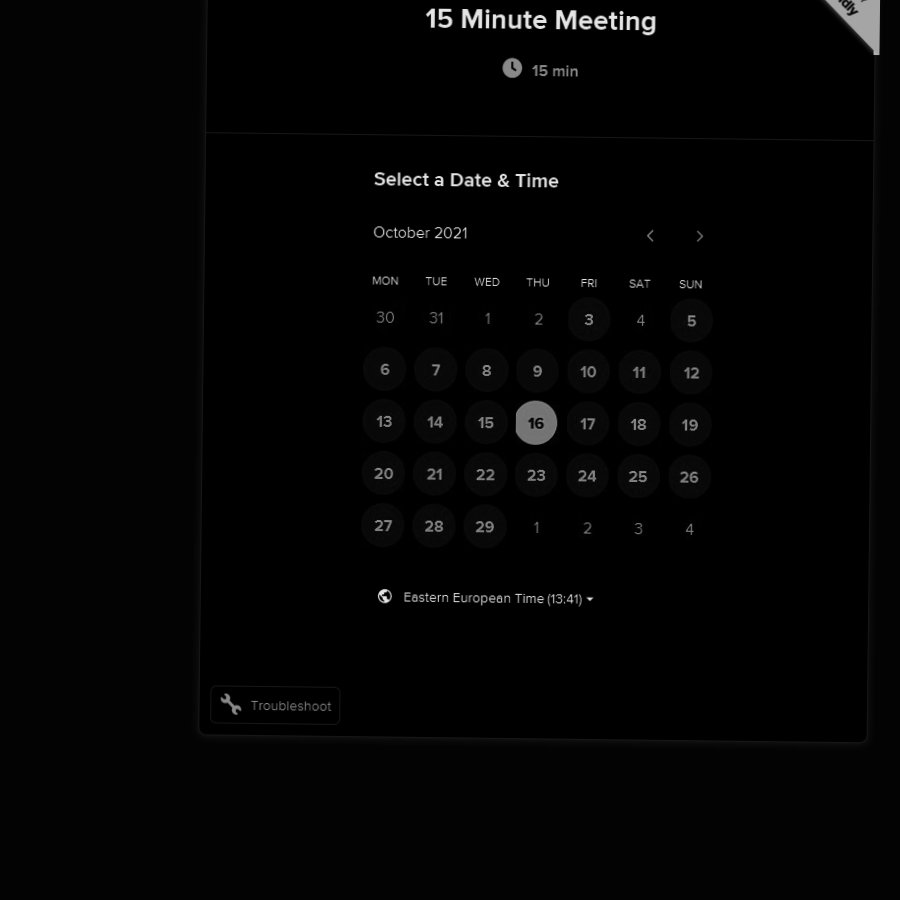 15 Minute Meeting
15 min
Select a Date & Time
October 2021
MON TUE WED THU FRI SAT SUN
30 31 1 2 3 4 5
6 7 8 9 10 11 12
13 14 15 16 17 18 19
20 21 22 23 24 25 26
27 28 29 1 2 3 4
Eastern European Time (13:41)
Troubleshoot